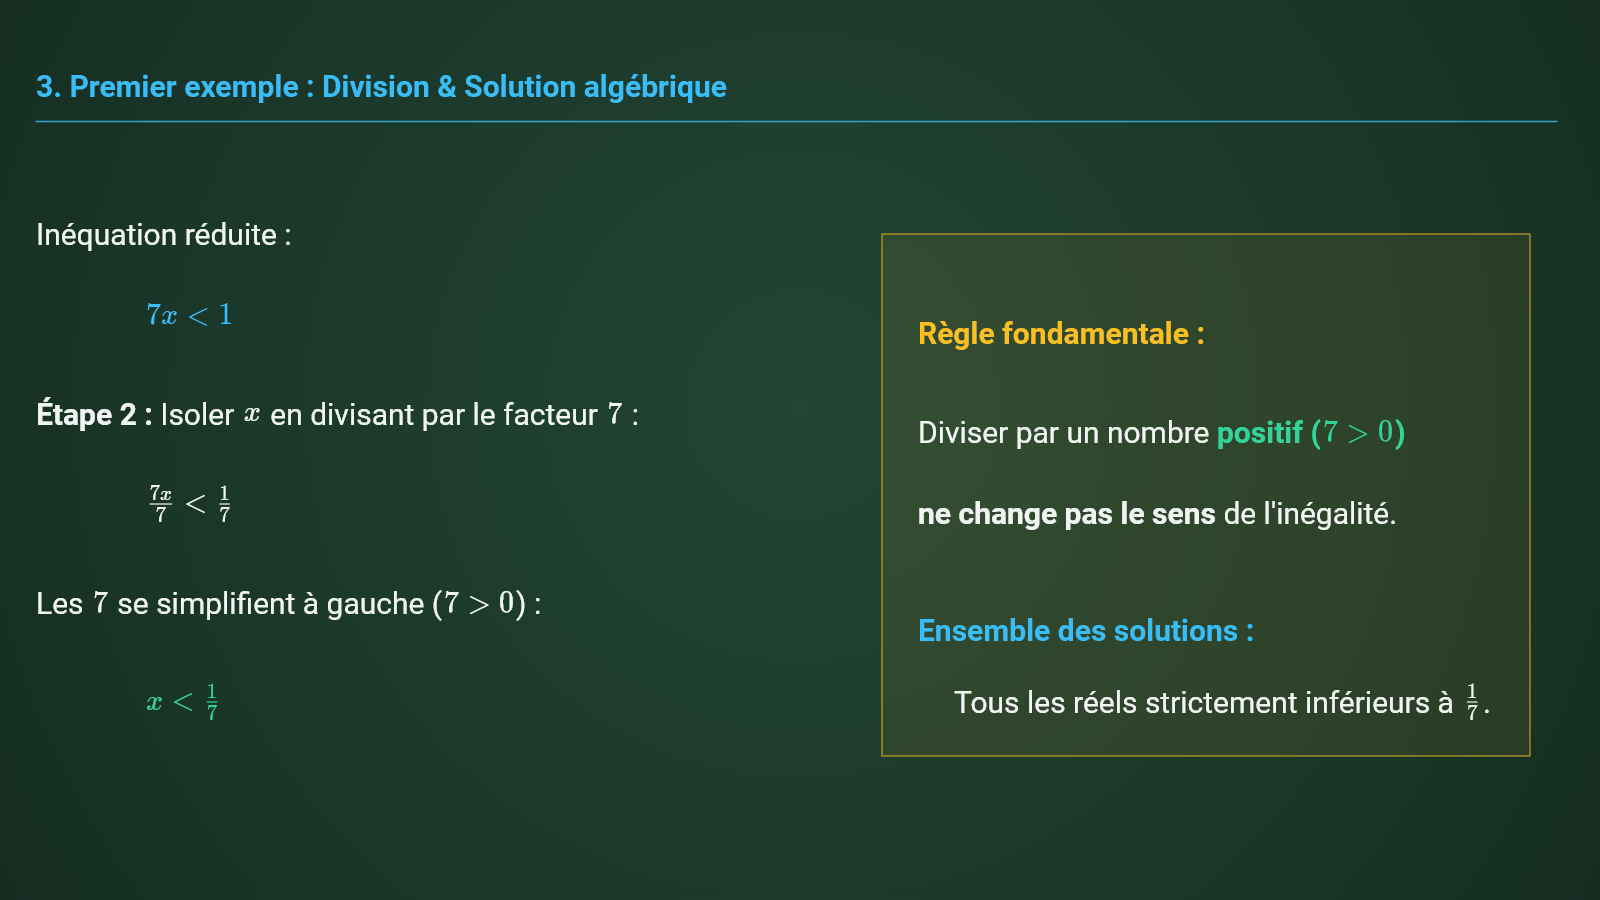 3. Premier exemple : Division & Solution algébrique
Inéquation réduite :
7x < 1
Étape 2 : Isoler x en divisant par le facteur 7 :
7x/7 < 1/7
Les 7 se simplifient à gauche (7 > 0) :
x < 1/7
Règle fondamentale :
Diviser par un nombre positif (7 > 0)
ne change pas le sens de l'inégalité.
Ensemble des solutions :
Tous les réels strictement inférieurs à 1/7.